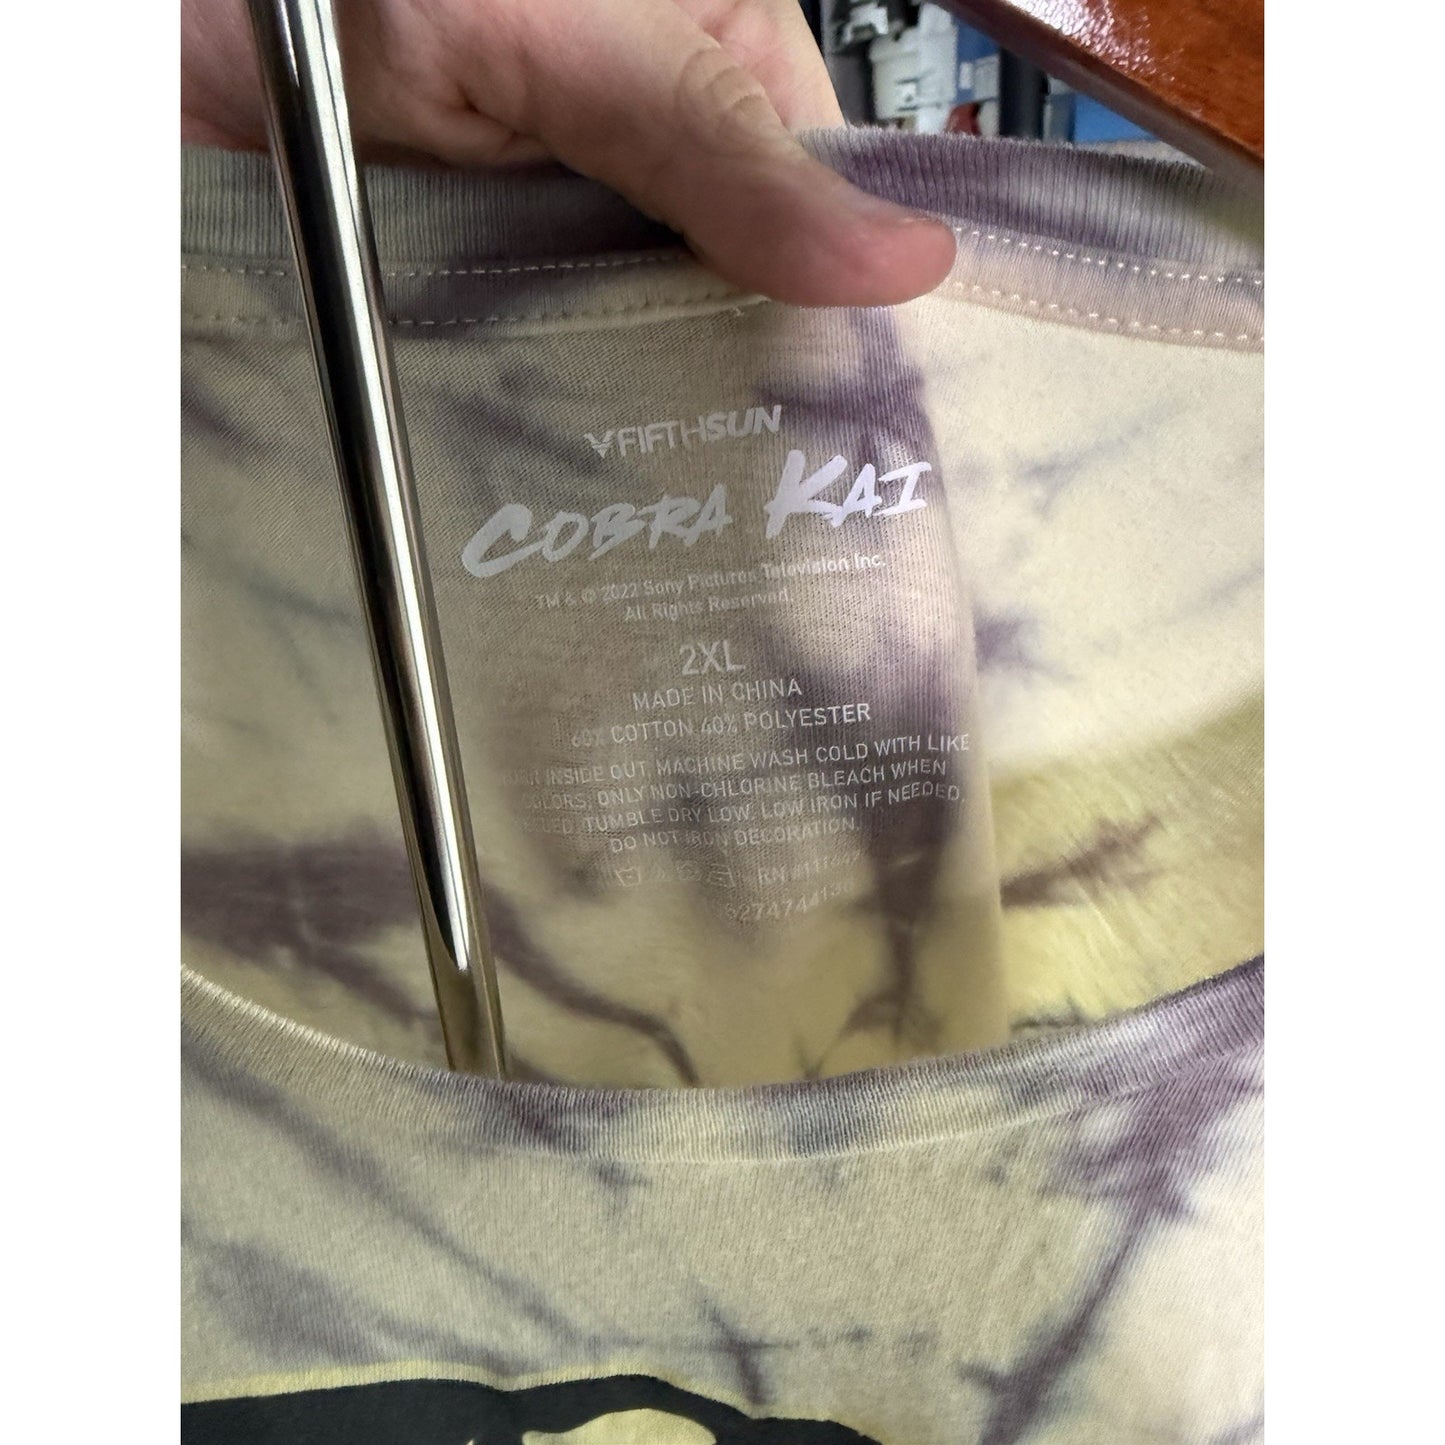 FIFTHSUN
COBRA KAI
TM & © 2022 Sony Pictures Television Inc.
All Rights Reserved.
2XL
MADE IN CHINA
60% COTTON 40% POLYESTER
INSIDE OUT. MACHINE WASH COLD WITH LIKE
COLORS. ONLY NON-CHLORINE BLEACH WHEN
TUMBLE DRY LOW. LOW IRON IF NEEDED.
DO NOT IRON DECORATION.
RN